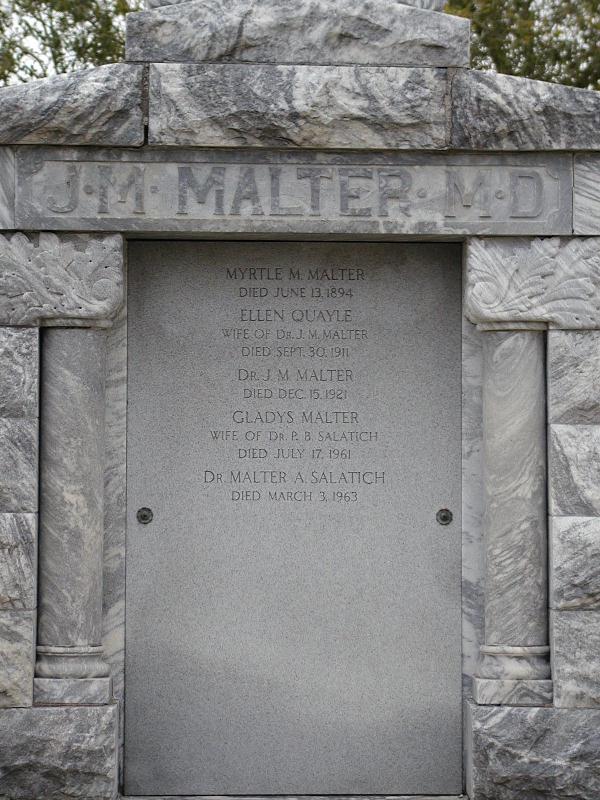 J·M·MALTER·M·D
MYRTLE M. MALTER
DIED JUNE 13, 1894
ELLEN QUAYLE
WIFE OF DR. J. M. MALTER
DIED SEPT. 30, 1911
DR. J. M. MALTER
DIED DEC. 15, 1921
GLADYS MALTER
WIFE OF DR. P. B. SALATICH
DIED JULY 17, 1961
DR. MALTER A. SALATICH
DIED MARCH 3, 1963